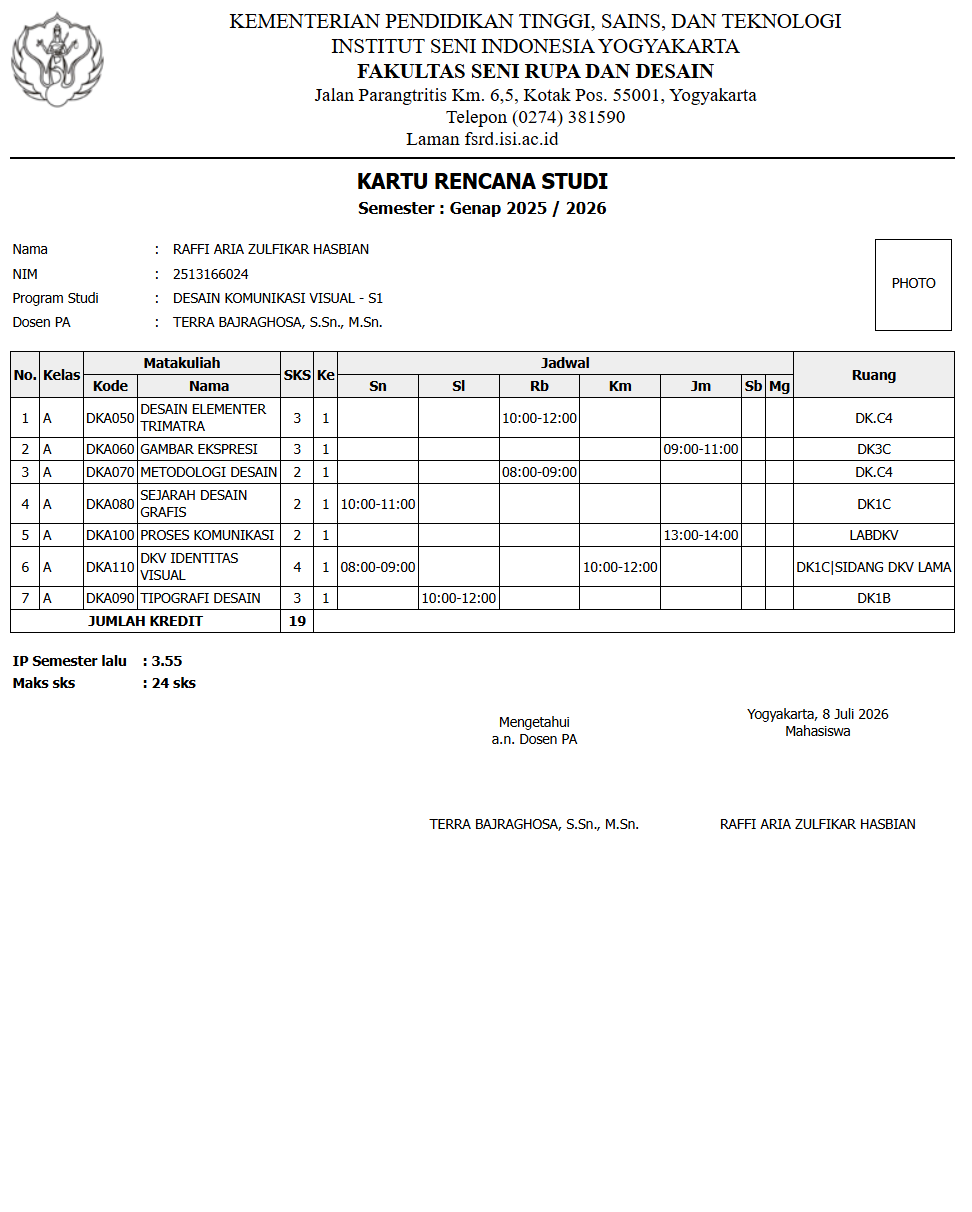 KEMENTERIAN PENDIDIKAN TINGGI, SAINS, DAN TEKNOLOGI
INSTITUT SENI INDONESIA YOGYAKARTA
FAKULTAS SENI RUPA DAN DESAIN
Jalan Parangtritis Km. 6,5, Kotak Pos. 55001, Yogyakarta
Telepon (0274) 381590
Laman fsrd.isi.ac.id
KARTU RENCANA STUDI
Semester : Genap 2025 / 2026
Nama : RAFFI ARIA ZULFIKAR HASBIAN
NIM : 2513166024
Program Studi : DESAIN KOMUNIKASI VISUAL - S1
Dosen PA : TERRA BAJRAGHOSA, S.Sn., M.Sn.
PHOTO
No. Kelas Matakuliah SKS Ke Jadwal Ruang
Kode Nama Sn Sl Rb Km Jm Sb Mg
1 A DKA050 DESAIN ELEMENTER TRIMATRA 3 1 10:00-12:00 DK.C4
2 A DKA060 GAMBAR EKSPRESI 3 1 09:00-11:00 DK3C
3 A DKA070 METODOLOGI DESAIN 2 1 08:00-09:00 DK.C4
4 A DKA080 SEJARAH DESAIN GRAFIS 2 1 10:00-11:00 DK1C
5 A DKA100 PROSES KOMUNIKASI 2 1 13:00-14:00 LABDKV
6 A DKA110 DKV IDENTITAS VISUAL 4 1 08:00-09:00 10:00-12:00 DK1C|SIDANG DKV LAMA
7 A DKA090 TIPOGRAFI DESAIN 3 1 10:00-12:00 DK1B
JUMLAH KREDIT 19
IP Semester lalu : 3.55
Maks sks : 24 sks
Mengetahui
a.n. Dosen PA
Yogyakarta, 8 Juli 2026
Mahasiswa
TERRA BAJRAGHOSA, S.Sn., M.Sn.
RAFFI ARIA ZULFIKAR HASBIAN